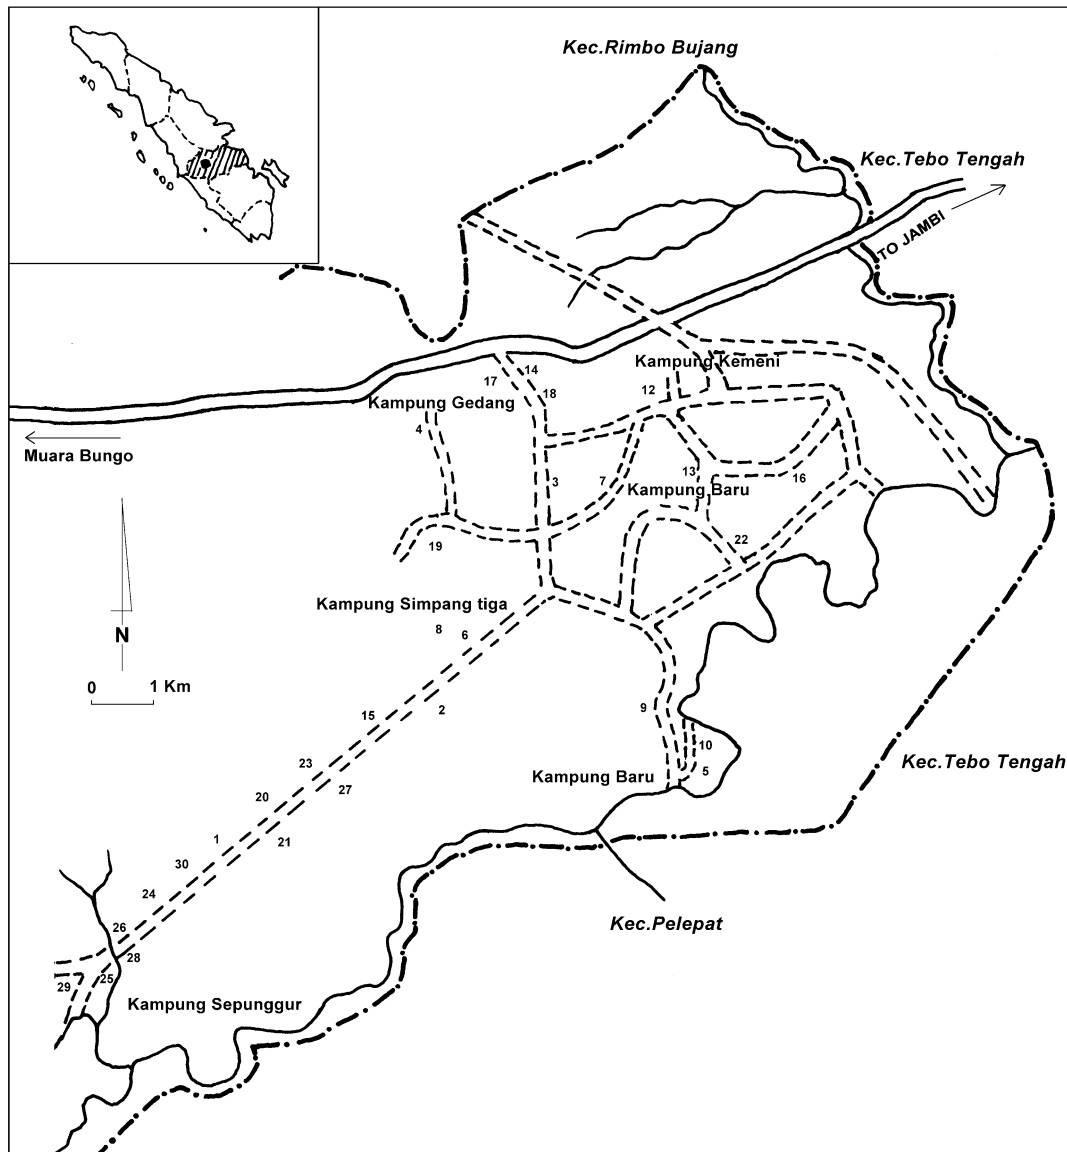 Kec.Rimbo Bujang
Kec.Tebo Tengah
TO JAMBI
Kampung Kemeni
14
17
12
18
Kampung Gedang
4
Muara Bungo
13
16
3
7
Kampung Baru
22
19
Kampung Simpang tiga
8
6
N
0
1 Km
2
9
15
10
23
5
Kampung Baru
Kec.Tebo Tengah
27
20
1
21
30
24
Kec.Pelepat
26
28
25
29
Kampung Sepunggur